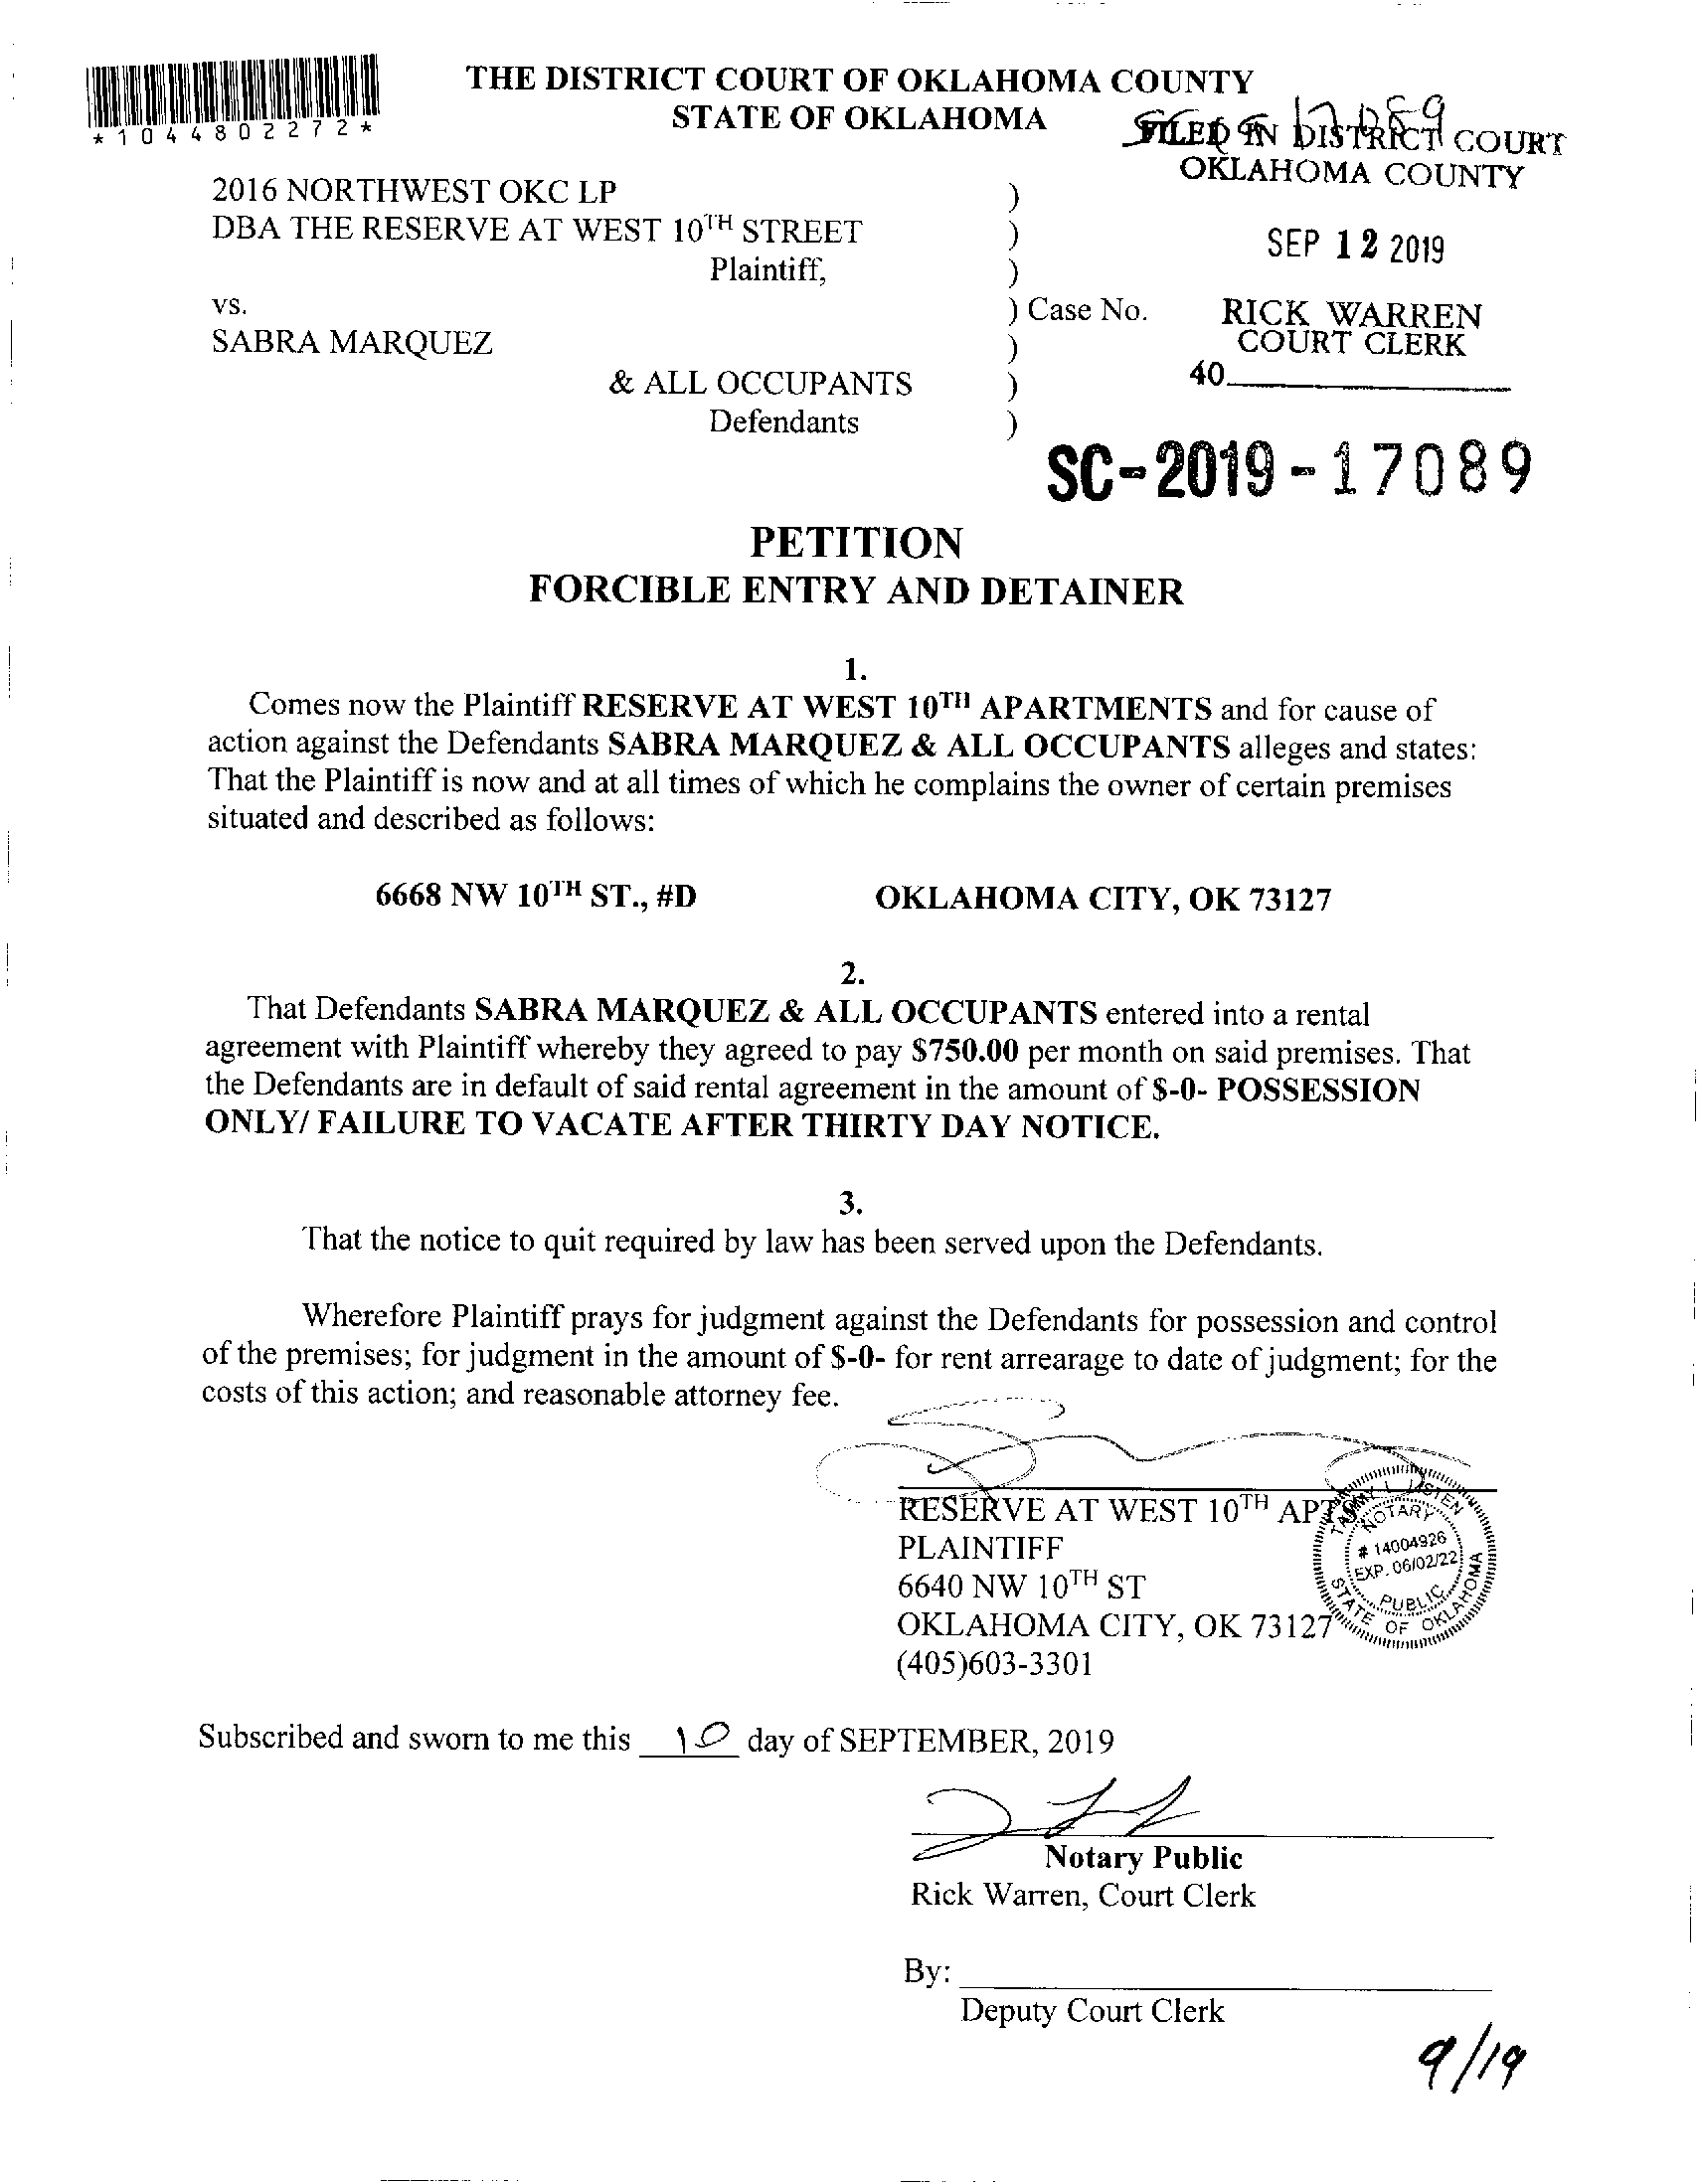 THE DISTRICT COURT OF OKLAHOMA COUNTY
STATE OF OKLAHOMA
*1044802272*
17089
FILED IN DISTRICT COURT
OKLAHOMA COUNTY
2016 NORTHWEST OKC LP )
DBA THE RESERVE AT WEST 10TH STREET )
SEP 12 2019
Plaintiff, )
vs. ) Case No.
RICK WARREN
SABRA MARQUEZ )
COURT CLERK
& ALL OCCUPANTS )
40
Defendants )
SC-2019-17089
PETITION
FORCIBLE ENTRY AND DETAINER
1.
Comes now the Plaintiff RESERVE AT WEST 10TH APARTMENTS and for cause of
action against the Defendants SABRA MARQUEZ & ALL OCCUPANTS alleges and states:
That the Plaintiff is now and at all times of which he complains the owner of certain premises
situated and described as follows:
6668 NW 10TH ST., #D OKLAHOMA CITY, OK 73127
2.
That Defendants SABRA MARQUEZ & ALL OCCUPANTS entered into a rental
agreement with Plaintiff whereby they agreed to pay $750.00 per month on said premises. That
the Defendants are in default of said rental agreement in the amount of $-0- POSSESSION
ONLY/ FAILURE TO VACATE AFTER THIRTY DAY NOTICE.
3.
That the notice to quit required by law has been served upon the Defendants.
Wherefore Plaintiff prays for judgment against the Defendants for possession and control
of the premises; for judgment in the amount of $-0- for rent arrearage to date of judgment; for the
costs of this action; and reasonable attorney fee.
RESERVE AT WEST 10TH APTS
PLAINTIFF
6640 NW 10TH ST
OKLAHOMA CITY, OK 73127
(405)603-3301
NOTARY
# 14004926
EXP. 06/02/22
PUBLIC
STATE OF OKLAHOMA
Subscribed and sworn to me this 10 day of SEPTEMBER, 2019
Notary Public
Rick Warren, Court Clerk
By:
Deputy Court Clerk
9/19